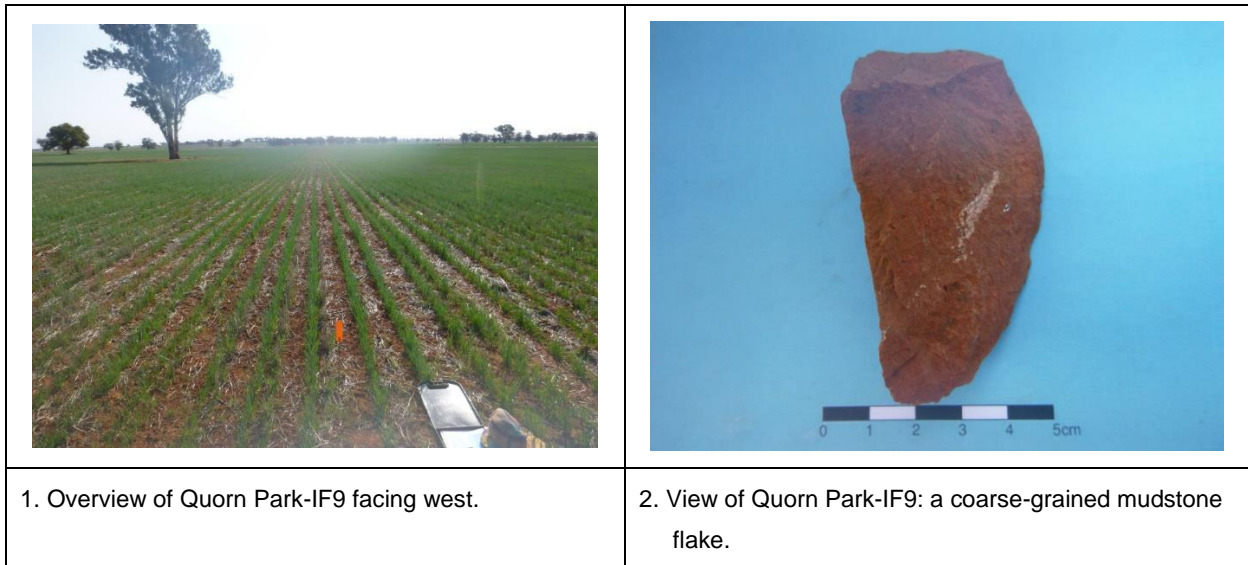 0 1 2 3 4 5cm
1. Overview of Quorn Park-IF9 facing west.
2. View of Quorn Park-IF9: a coarse-grained mudstone
flake.